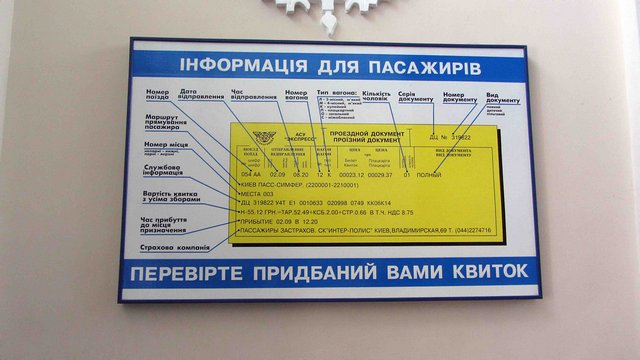 ІНФОРМАЦІЯ ДЛЯ ПАСАЖИРІВ
Номер поїзда
Дата відправлення
Час відправлення
Номер вагона
Тип вагона:
Кількість чоловік
Серія документу
Номер документу
Вид документу
Маршрут прямування пасажира
Номер місця
Службова інформація
Вартість квитка з усіма зборами
Час прибуття до місця призначення
Страхова компанія
АСУ "ЭКСПРЕСС"
ПРОЕЗДНОЙ ДОКУМЕНТ
ПРОЇЗНИЙ ДОКУМЕНТ
ДЦ № 319822
054 АА 02.09 08.20 12 К 00023.12 00029.37 01 ПОЛНЫЙ
КИЕВ ПАСС-СИМФЕР. (2200001-2210001)
МЕСТА 003
ДЦ 319822 У4Т Е1 0010633 020998 0749 КК06К14
Н-55.12 ГРН.=ТАР.52.49+КСБ.2.00+СТР.0.66 В Т.Ч. НДС 8.75
ПРИБЫТИЕ 02.09 В 12.20
ПАССАЖИРЫ ЗАСТРАХОВ. СК"ИНТЕР-ПОЛИС" КИЕВ,ВЛАДИМИРСКАЯ,69 Т. (044)2274716
ПЕРЕВІРТЕ ПРИДБАНИЙ ВАМИ КВИТОК